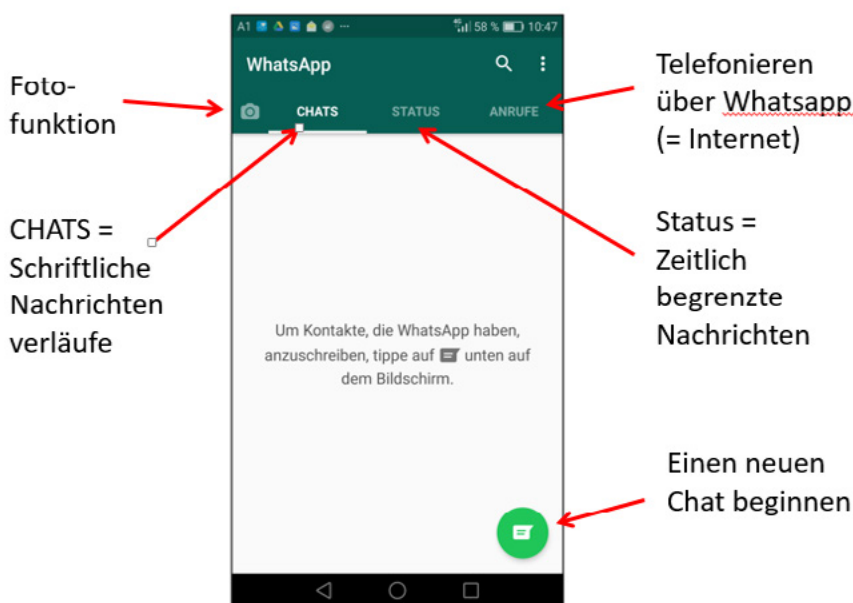 A1 ... 4G 58 % 10:47
WhatsApp
CHATS STATUS ANRUFE
Um Kontakte, die WhatsApp haben,
anzuschreiben, tippe auf unten auf
dem Bildschirm.
Foto-
funktion
CHATS =
Schriftliche
Nachrichten
verläufe
Telefonieren
über Whatsapp
(= Internet)
Status =
Zeitlich
begrenzte
Nachrichten
Einen neuen
Chat beginnen